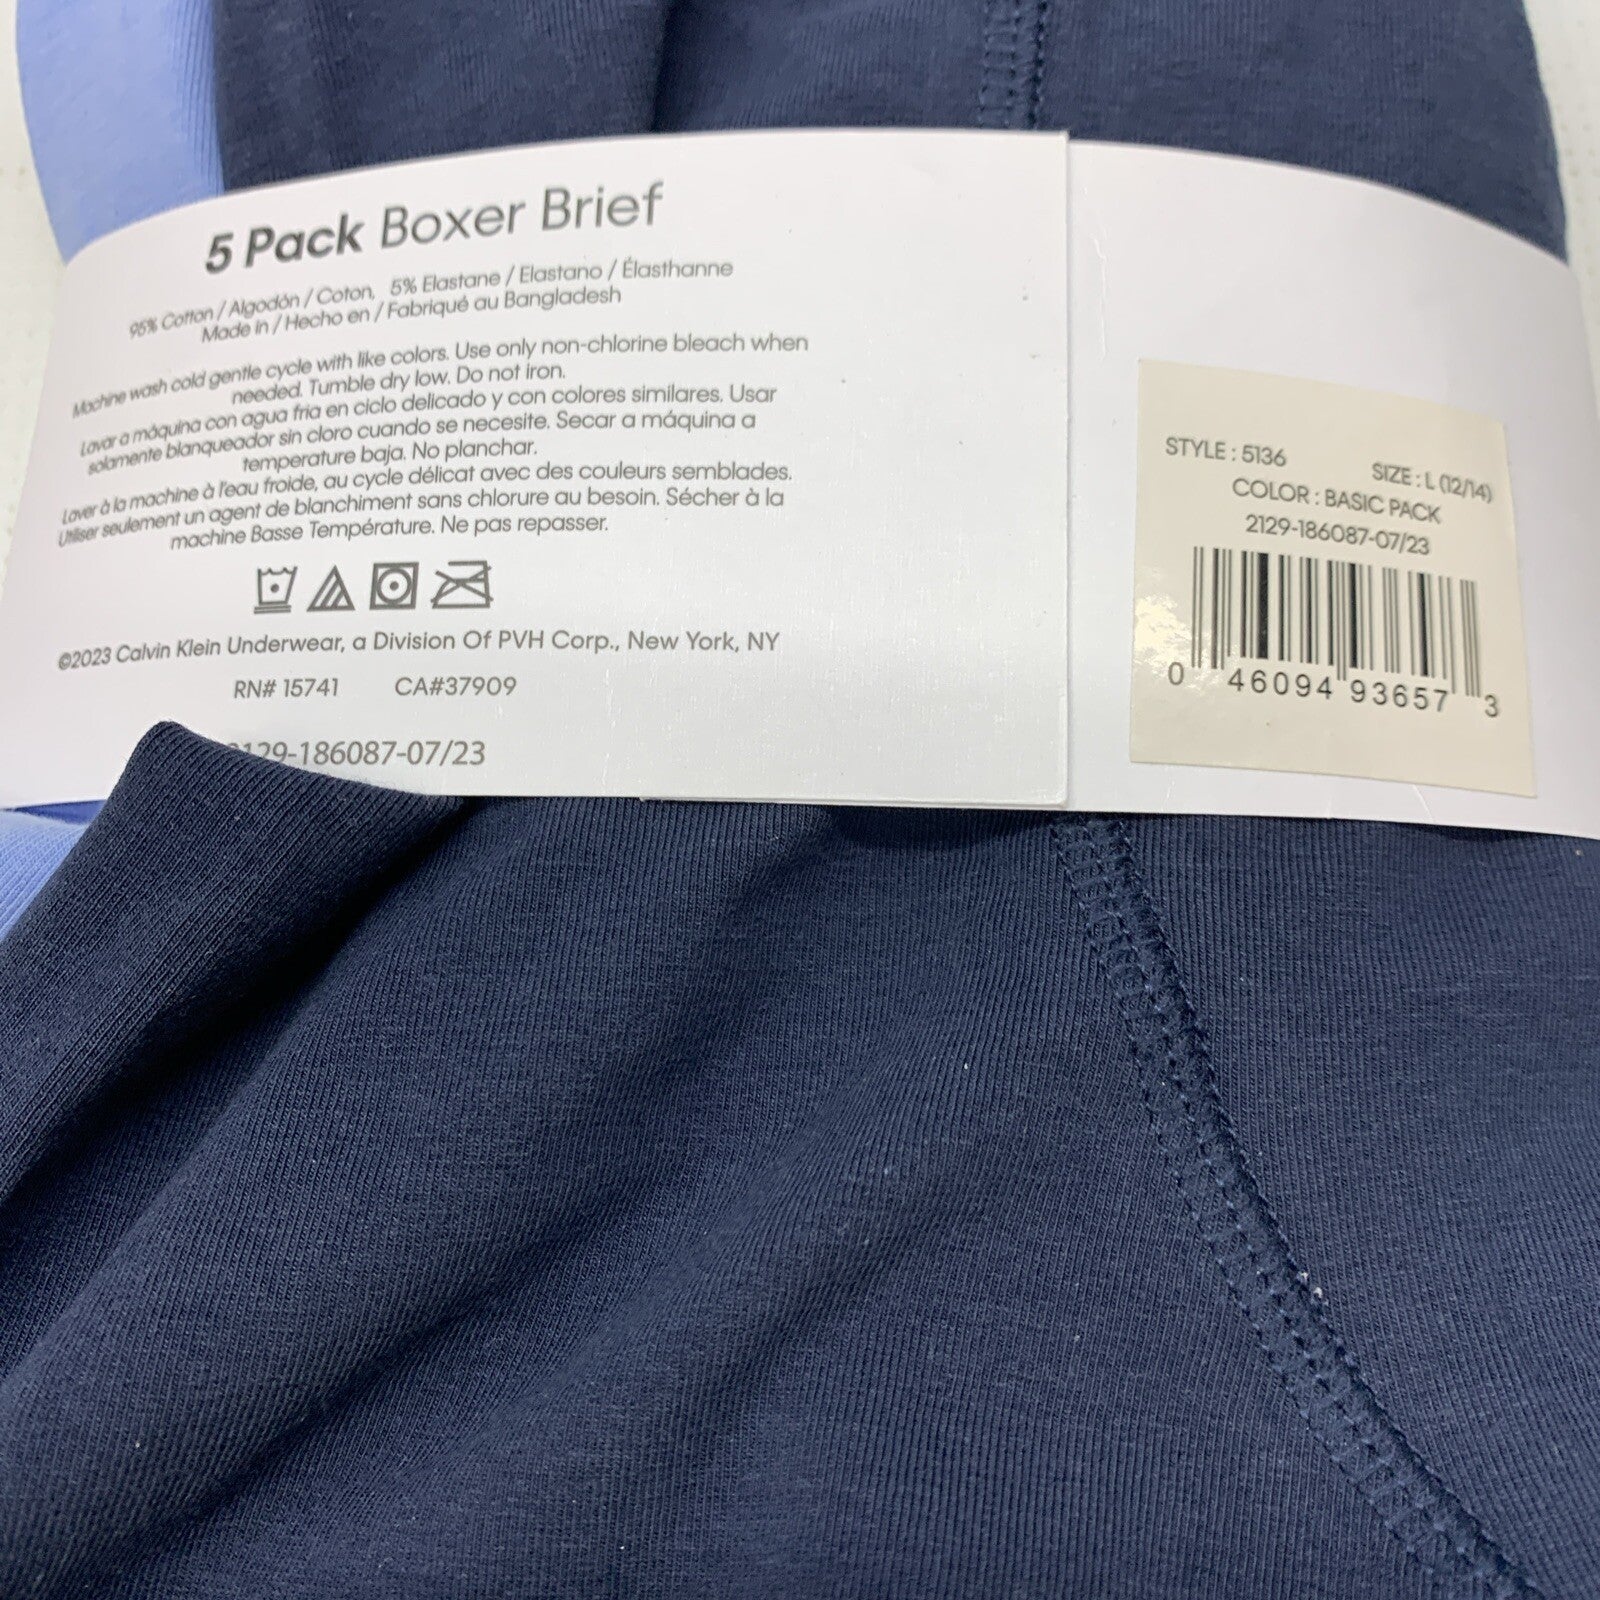 5 Pack Boxer Brief
95% Cotton / Algodón / Coton, 5% Elastane / Elastano / Élasthanne
Made in / Hecho en / Fabriqué au Bangladesh
Machine wash cold gentle cycle with like colors. Use only non-chlorine bleach when
needed. Tumble dry low. Do not iron.
Lavar a máquina con agua fria en ciclo delicado y con colores similares. Usar
solamente blanqueador sin cloro cuando se necesite. Secar a máquina a
temperature baja. No planchar.
Laver à la machine à l'eau froide, au cycle délicat avec des couleurs semblades.
Utiliser seulement un agent de blanchiment sans chlorure au besoin. Sécher à la
machine Basse Température. Ne pas repasser.
©2023 Calvin Klein Underwear, a Division Of PVH Corp., New York, NY
RN# 15741 CA#37909
2129-186087-07/23
STYLE : 5136
SIZE : L (12/14)
COLOR : BASIC PACK
2129-186087-07/23
0 46094 93657 3